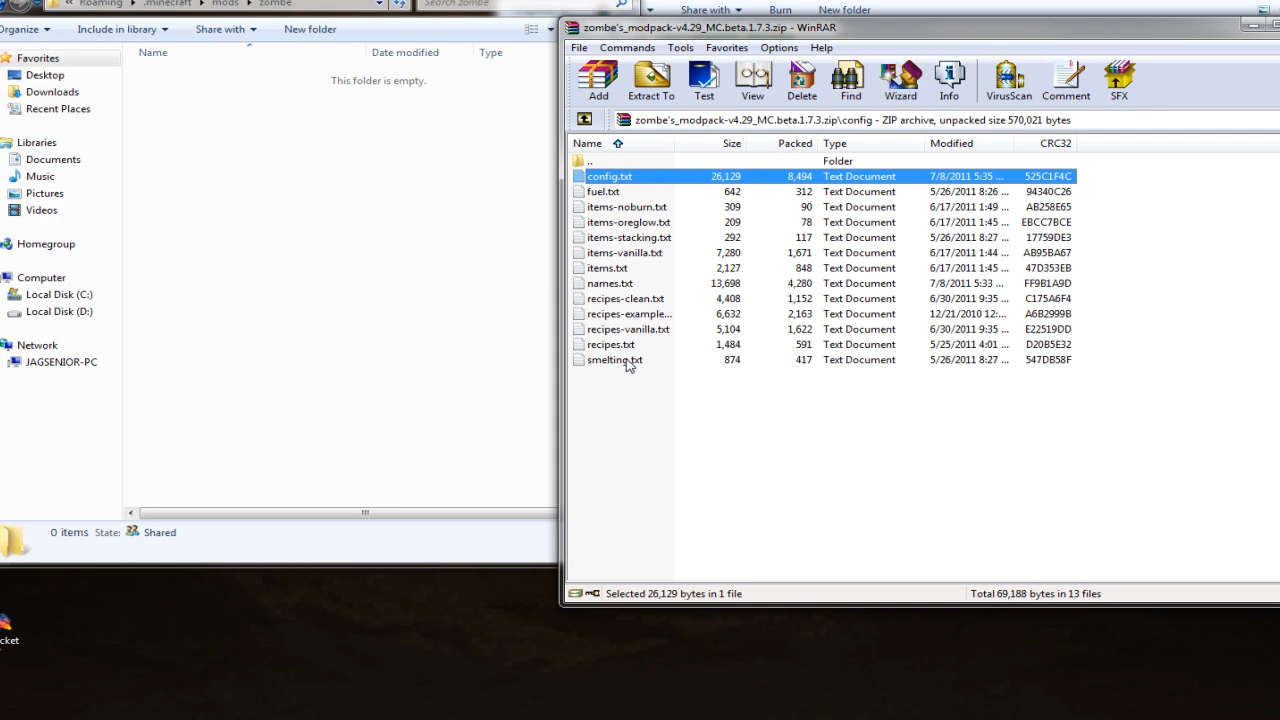 Roaming .minecraft mods zombe Search zombe
Organize Include in library Share with New folder
Favorites
Desktop
Downloads
Recent Places
Libraries
Documents
Music
Pictures
Videos
Homegroup
Computer
Local Disk (C:)
Local Disk (D:)
Network
JAGSENIOR-PC
Name Date modified Type
This folder is empty.
0 items State: Shared
cket
Share with Burn New folder
zombe's_modpack-v4.29_MC.beta.1.7.3.zip - WinRAR
File Commands Tools Favorites Options Help
Add Extract To Test View Delete Find Wizard Info VirusScan Comment SFX
zombe's_modpack-v4.29_MC.beta.1.7.3.zip\config - ZIP archive, unpacked size 570,021 bytes
Name Size Packed Type Modified CRC32
.. Folder
config.txt 26,129 8,494 Text Document 7/8/2011 5:35 ... 525C1F4C
fuel.txt 642 312 Text Document 5/26/2011 8:26 ... 94340C26
items-noburn.txt 309 90 Text Document 6/17/2011 1:49 ... AB258E65
items-oreglow.txt 209 78 Text Document 6/17/2011 1:45 ... EBCC7BCE
items-stacking.txt 292 117 Text Document 5/26/2011 8:27 ... 17759DE3
items-vanilla.txt 7,280 1,671 Text Document 6/17/2011 1:44 ... AB95BA67
items.txt 2,127 848 Text Document 6/17/2011 1:45 ... 47D353EB
names.txt 13,698 4,280 Text Document 7/8/2011 5:33 ... FF9B1A9D
recipes-clean.txt 4,408 1,152 Text Document 6/30/2011 9:35 ... C175A6F4
recipes-example... 6,632 2,163 Text Document 12/21/2010 12:... A6B2999B
recipes-vanilla.txt 5,104 1,622 Text Document 6/30/2011 9:35 ... E22519DD
recipes.txt 1,484 591 Text Document 5/25/2011 4:01 ... D20B5E32
smelting.txt 874 417 Text Document 5/26/2011 8:27 ... 547DB58F
Selected 26,129 bytes in 1 file Total 69,188 bytes in 13 files